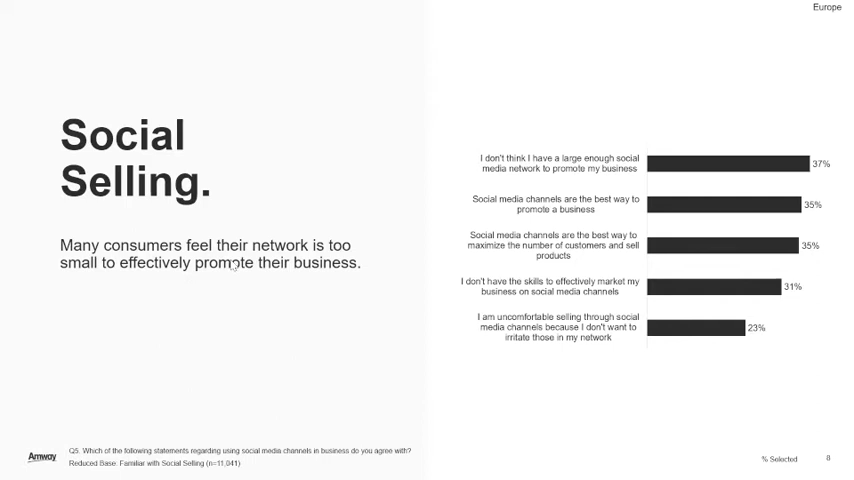 Europe
Social
Selling.
Many consumers feel their network is too
small to effectively promote their business.
I don't think I have a large enough social
media network to promote my business
37%
Social media channels are the best way to
promote a business
35%
Social media channels are the best way to
maximize the number of customers and sell
products
35%
I don't have the skills to effectively market my
business on social media channels
31%
I am uncomfortable selling through social
media channels because I don't want to
irritate those in my network
23%
Amway
Q5. Which of the following statements regarding using social media channels in business do you agree with?
Reduced Base: Familiar with Social Selling (n=11,041)
% Selected
8